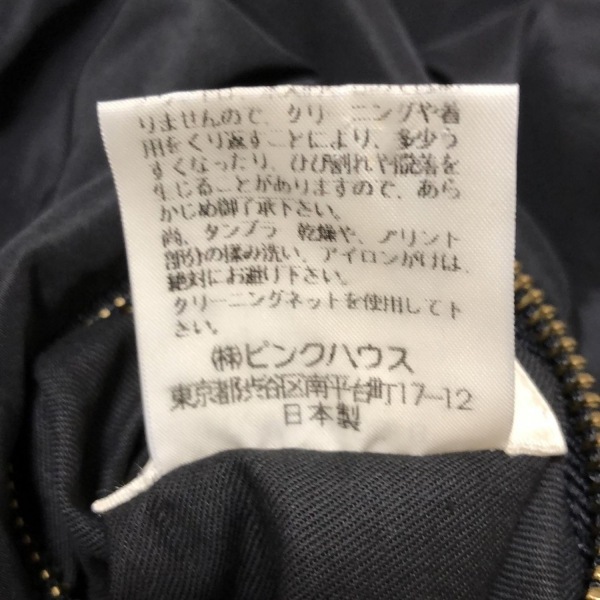 りませんので、クリーニングや着
用をくり返すことにより、多少う
すくなったり、ひび割れや脱落を
生じることがありますので、あら
かじめ御了承下さい。
尚、タンブラ 乾燥や、プリント
部分の揉み洗い、アイロンがけは、
絶対にお避け下さい。
クリーニングネットを使用して下
さい。
㈱ピンクハウス
東京都渋谷区南平台町17-12
日本製